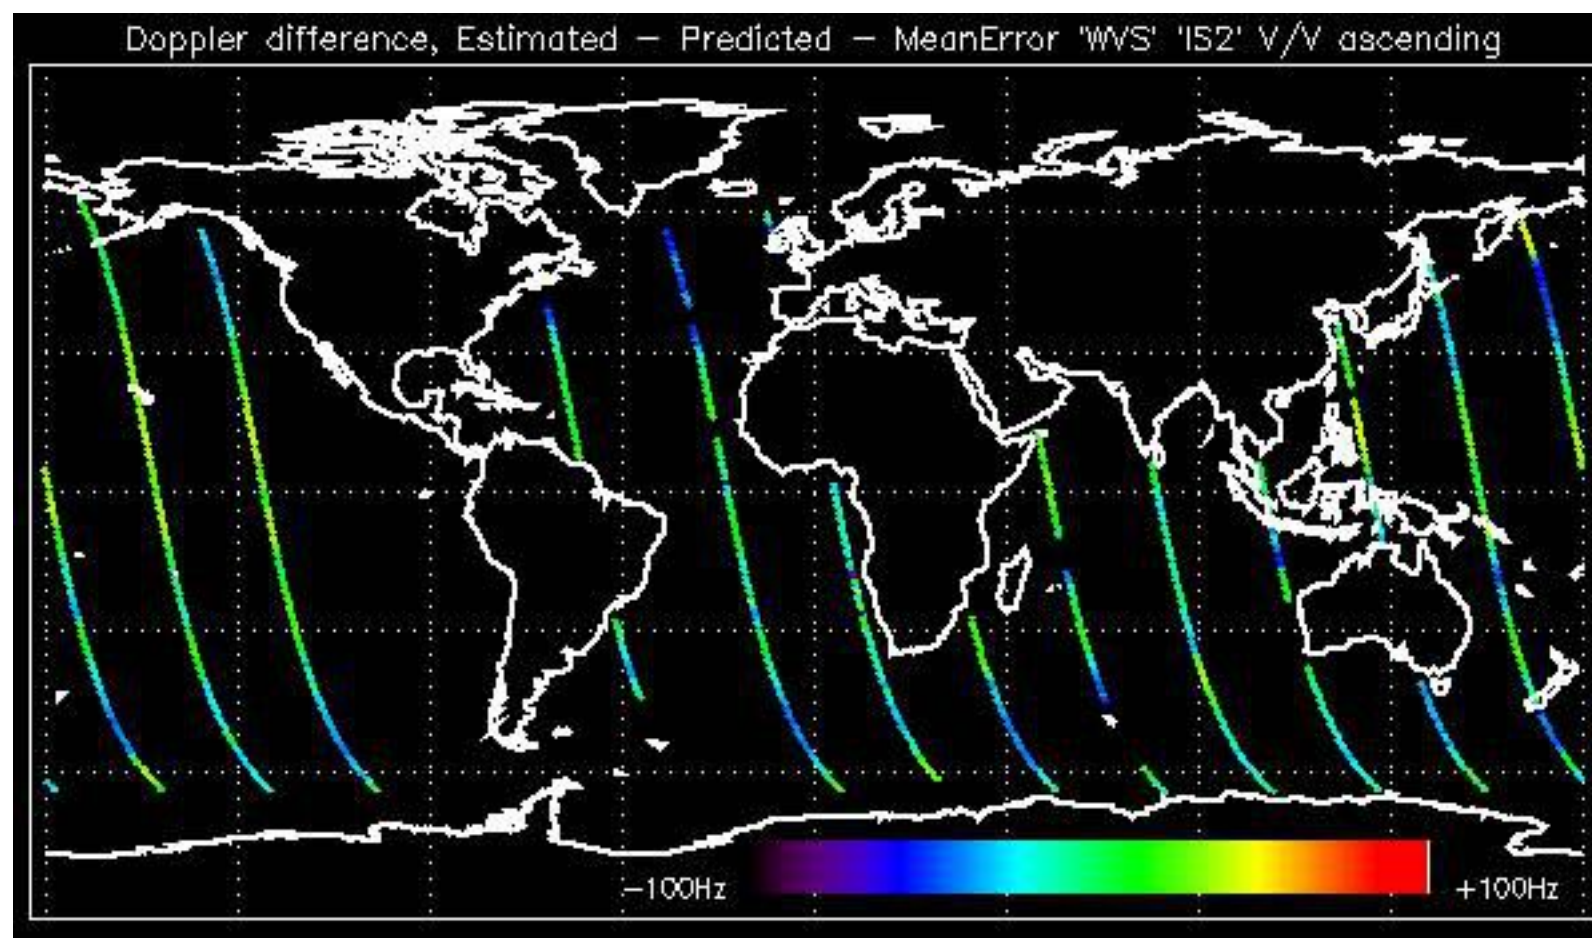 Doppler difference, Estimated – Predicted – MeanError 'WVS' 'IS2' V/V ascending
–100Hz
+100Hz